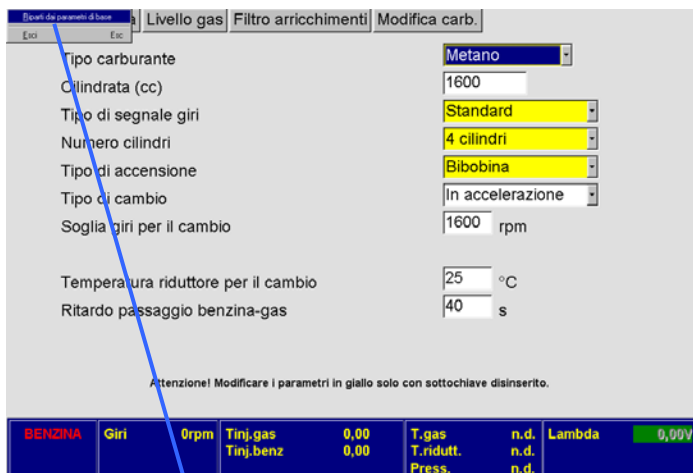 Riparti dai parametri di base
Livello gas Filtro arricchimenti Modifica carb.
Esci Esc
Tipo carburante Metano
Cilindrata (cc) 1600
Tipo di segnale giri Standard
Numero cilindri 4 cilindri
Tipo di accensione Bibobina
Tipo di cambio In accelerazione
Soglia giri per il cambio 1600 rpm
Temperatura riduttore per il cambio 25 °C
Ritardo passaggio benzina-gas 40 s
Attenzione! Modificare i parametri in giallo solo con sottochiave disinserito.
BENZINA Giri 0rpm Tinj.gas 0,00 T.gas n.d. Lambda 0,00V
Tinj.benz 0,00 T.ridutt. n.d.
Press. n.d.